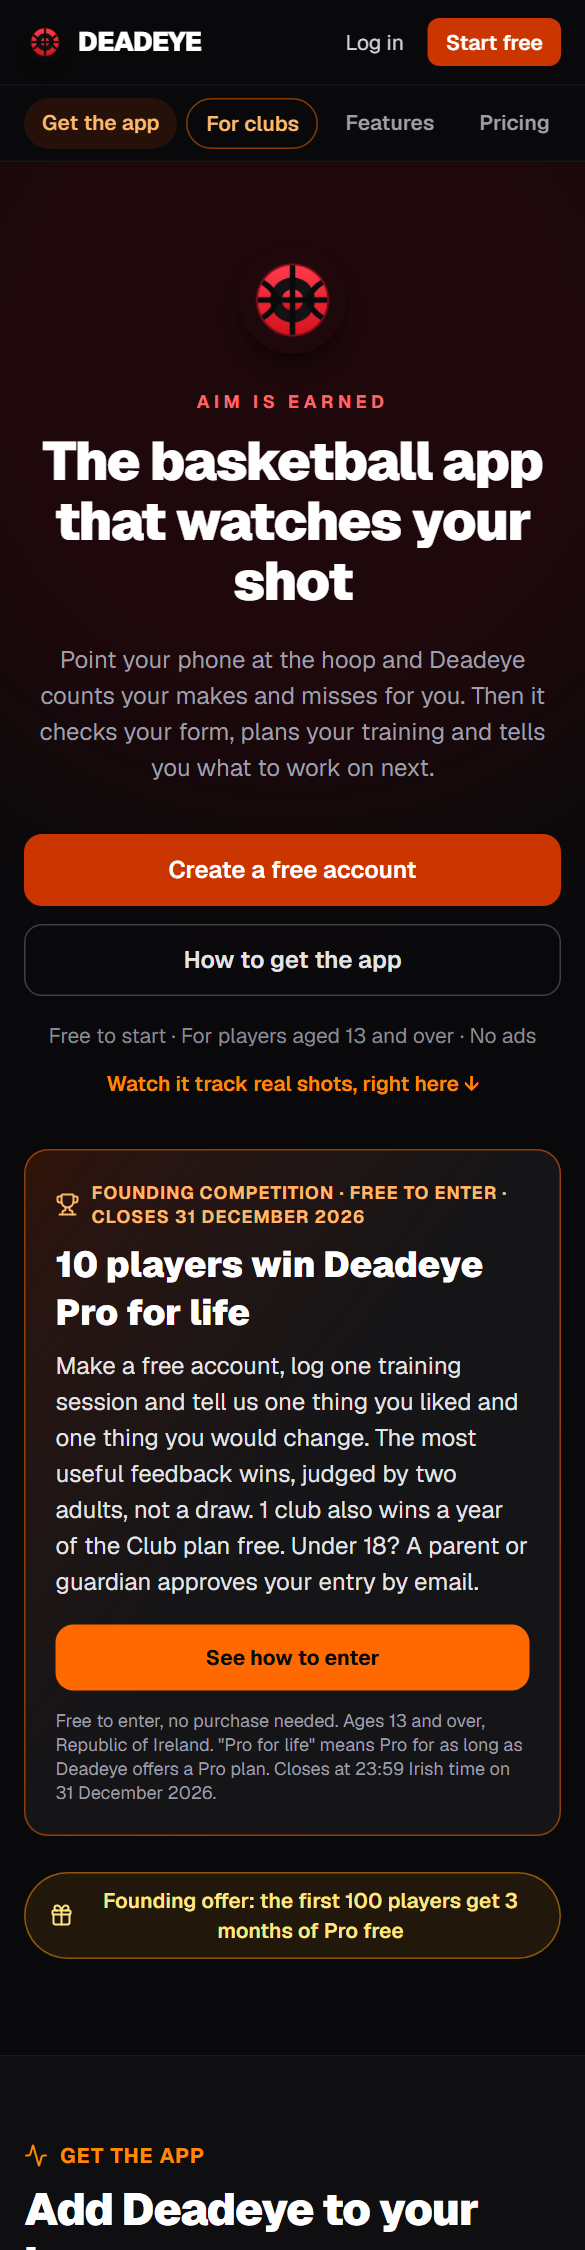 DEADEYE
Log in
Start free
Get the app
For clubs
Features
Pricing
AIM IS EARNED
The basketball app
that watches your
shot
Point your phone at the hoop and Deadeye
counts your makes and misses for you. Then it
checks your form, plans your training and tells
you what to work on next.
Create a free account
How to get the app
Free to start · For players aged 13 and over · No ads
Watch it track real shots, right here ↓
FOUNDING COMPETITION · FREE TO ENTER ·
CLOSES 31 DECEMBER 2026
10 players win Deadeye
Pro for life
Make a free account, log one training
session and tell us one thing you liked and
one thing you would change. The most
useful feedback wins, judged by two
adults, not a draw. 1 club also wins a year
of the Club plan free. Under 18? A parent or
guardian approves your entry by email.
See how to enter
Free to enter, no purchase needed. Ages 13 and over,
Republic of Ireland. "Pro for life" means Pro for as long as
Deadeye offers a Pro plan. Closes at 23:59 Irish time on
31 December 2026.
Founding offer: the first 100 players get 3
months of Pro free
GET THE APP
Add Deadeye to your